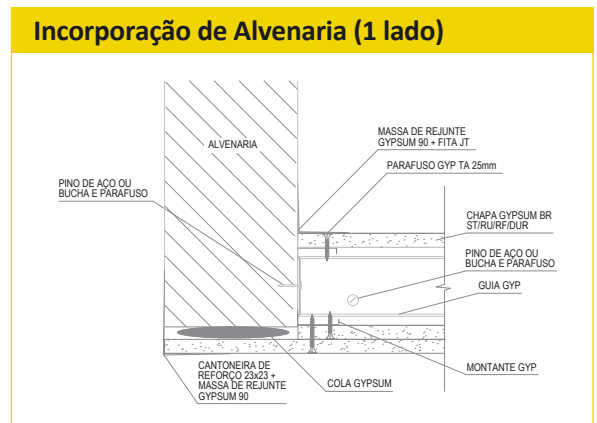 Incorporação de Alvenaria (1 lado)
ALVENARIA
MASSA DE REJUNTE
GYPSUM 90 + FITA JT
PARAFUSO GYP TA 25mm
PINO DE AÇO OU
BUCHA E PARAFUSO
CHAPA GYPSUM BR
ST/RU/RF/DUR
PINO DE AÇO OU
BUCHA E PARAFUSO
GUIA GYP
MONTANTE GYP
CANTONEIRA DE
REFORÇO 23x23 +
MASSA DE REJUNTE
GYPSUM 90
COLA GYPSUM